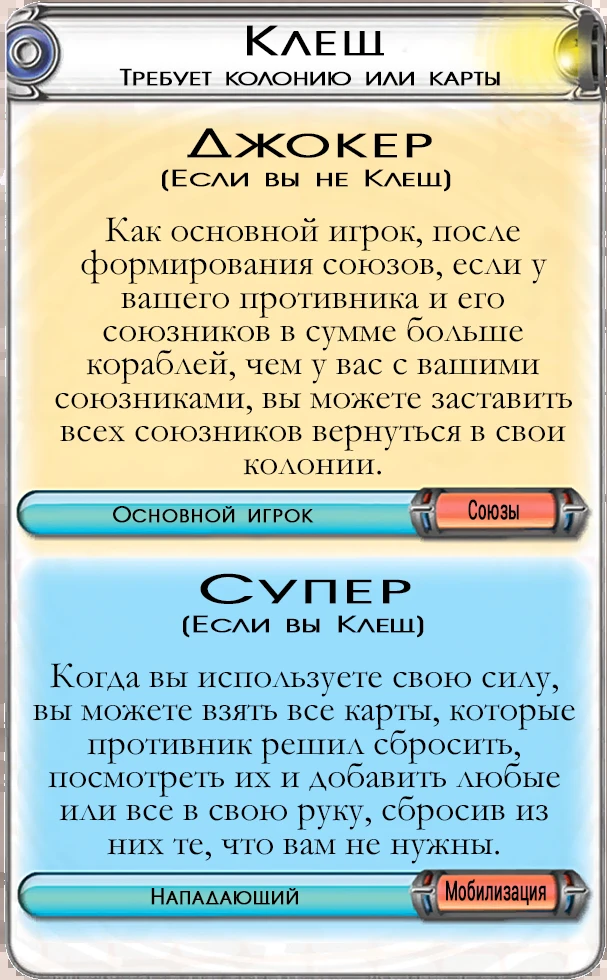 Клещ
Требует колонию или карты
Джокер
(Если вы не Клещ)
Как основной игрок, после
формирования союзов, если у
вашего противника и его
союзников в сумме больше
кораблей, чем у вас с вашими
союзниками, вы можете заставить
всех союзников вернуться в свои
колонии.
Основной игрок
Союзы
Супер
(Если вы Клещ)
Когда вы используете свою силу,
вы можете взять все карты, которые
противник решил сбросить,
посмотреть их и добавить любые
или все в свою руку, сбросив из
них те, что вам не нужны.
Нападающий
Мобилизация